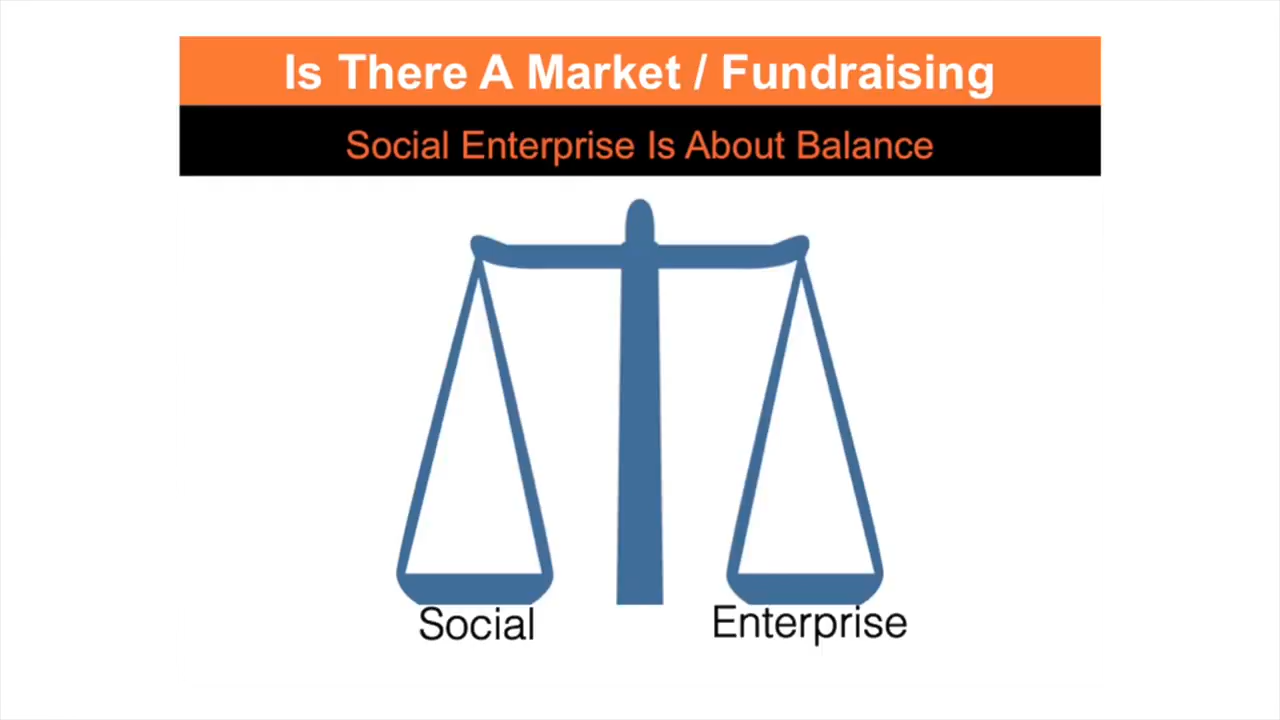 Is There A Market / Fundraising
Social Enterprise Is About Balance
Social
Enterprise